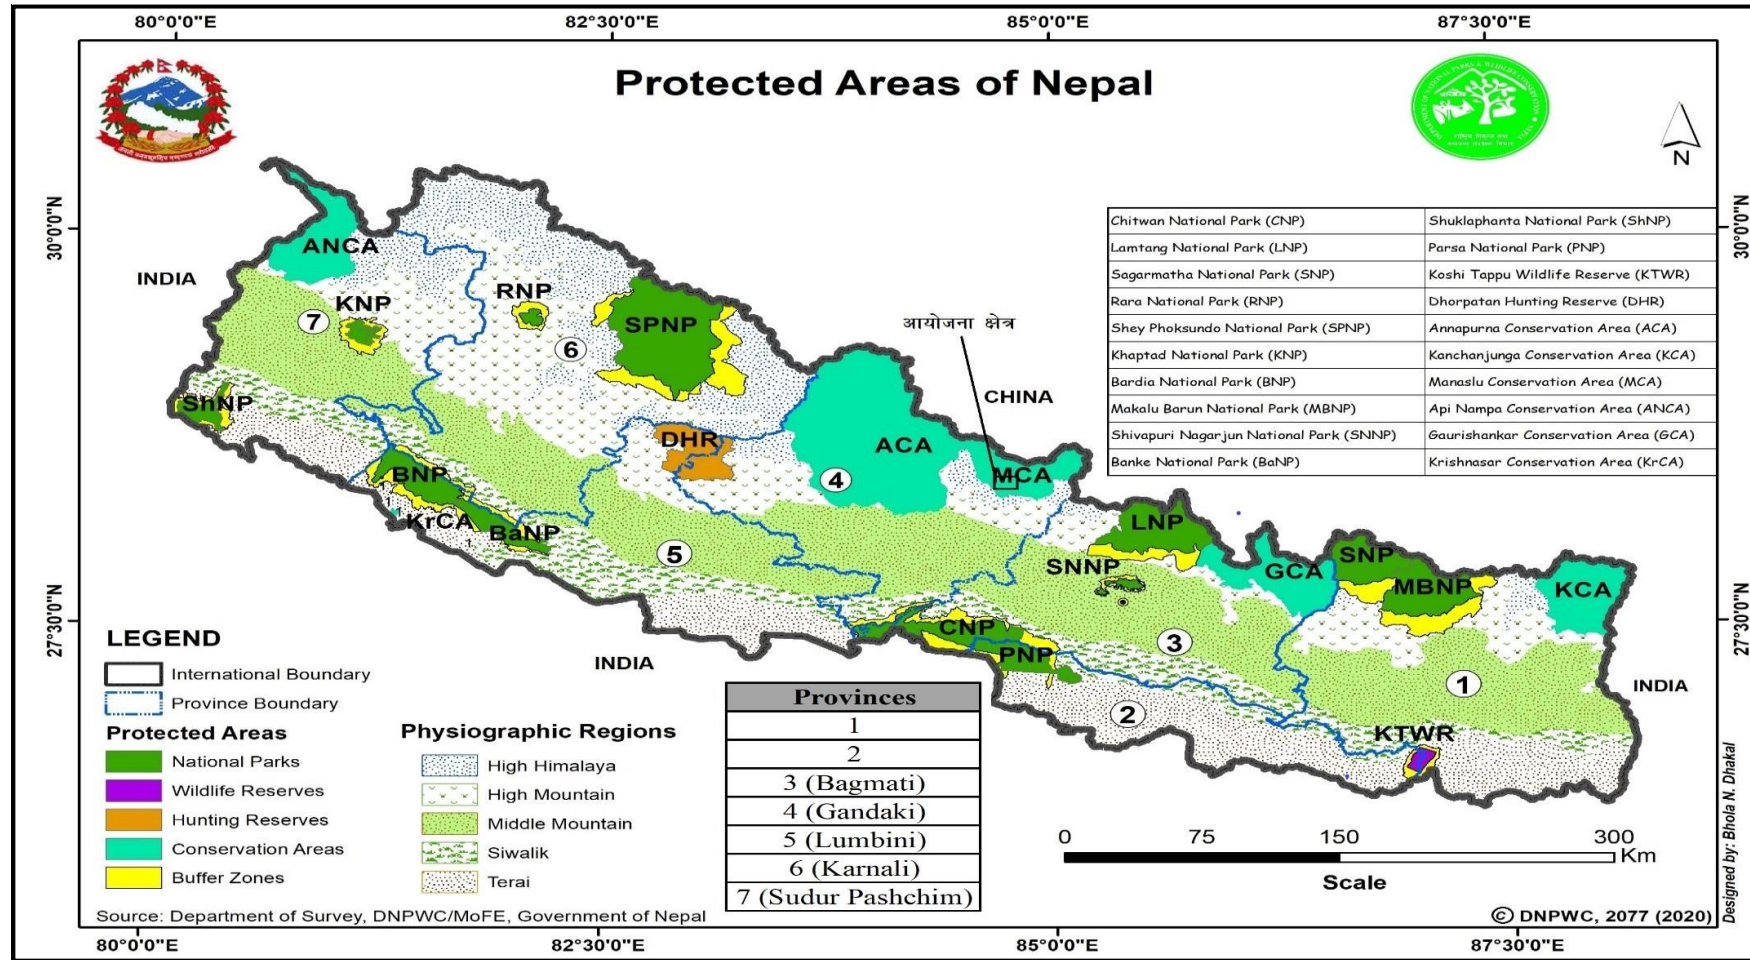 80°0'0"E 82°30'0"E 85°0'0"E 87°30'0"E
Protected Areas of Nepal
N
30°0'0"N
30°0'0"N
27°30'0"N
27°30'0"N
Chitwan National Park (CNP) Shuklaphanta National Park (ShNP)
Lamtang National Park (LNP) Parsa National Park (PNP)
Sagarmatha National Park (SNP) Koshi Tappu Wildlife Reserve (KTWR)
Rara National Park (RNP) Dhorpatan Hunting Reserve (DHR)
Shey Phoksundo National Park (SPNP) Annapurna Conservation Area (ACA)
Khaptad National Park (KNP) Kanchanjunga Conservation Area (KCA)
Bardia National Park (BNP) Manaslu Conservation Area (MCA)
Makalu Barun National Park (MBNP) Api Nampa Conservation Area (ANCA)
Shivapuri Nagarjun National Park (SNNP) Gaurishankar Conservation Area (GCA)
Banke National Park (BaNP) Krishnasar Conservation Area (KrCA)
ANCA
INDIA
KNP
RNP
7
SPNP
6
आयोजना क्षेत्र
CHINA
ShNP
DHR
ACA
4
MCA
BNP
1
KrCA
1
BaNP
5
LNP
SNNP
GCA
SNP
MBNP
KCA
CNP
PNP
3
INDIA
1
INDIA
2
KTWR
LEGEND
International Boundary
Province Boundary
Protected Areas
National Parks
Wildlife Reserves
Hunting Reserves
Conservation Areas
Buffer Zones
Physiographic Regions
High Himalaya
High Mountain
Middle Mountain
Siwalik
Terai
Provinces
1
2
3 (Bagmati)
4 (Gandaki)
5 (Lumbini)
6 (Karnali)
7 (Sudur Pashchim)
0 75 150 300
Km
Scale
Designed by: Bhola N. Dhakal
Source: Department of Survey, DNPWC/MoFE, Government of Nepal
© DNPWC, 2077 (2020)
80°0'0"E 82°30'0"E 85°0'0"E 87°30'0"E